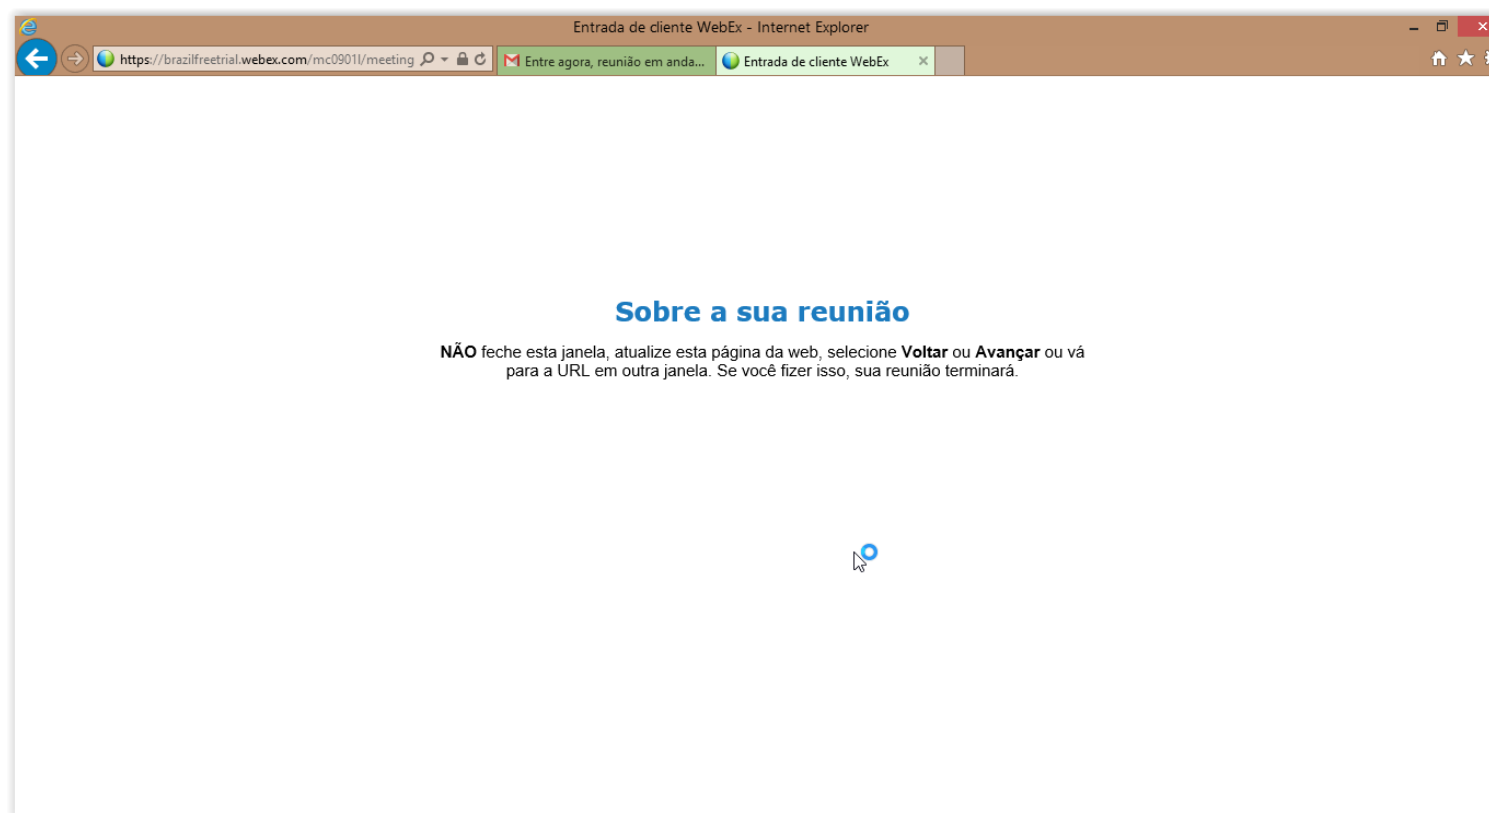 Entrada de cliente WebEx - Internet Explorer
https://brazilfreetrial.webex.com/mc0901l/meeting
Entre agora, reunião em anda...
Entrada de cliente WebEx
Sobre a sua reunião
NÃO feche esta janela, atualize esta página da web, selecione Voltar ou Avançar ou vá
para a URL em outra janela. Se você fizer isso, sua reunião terminará.